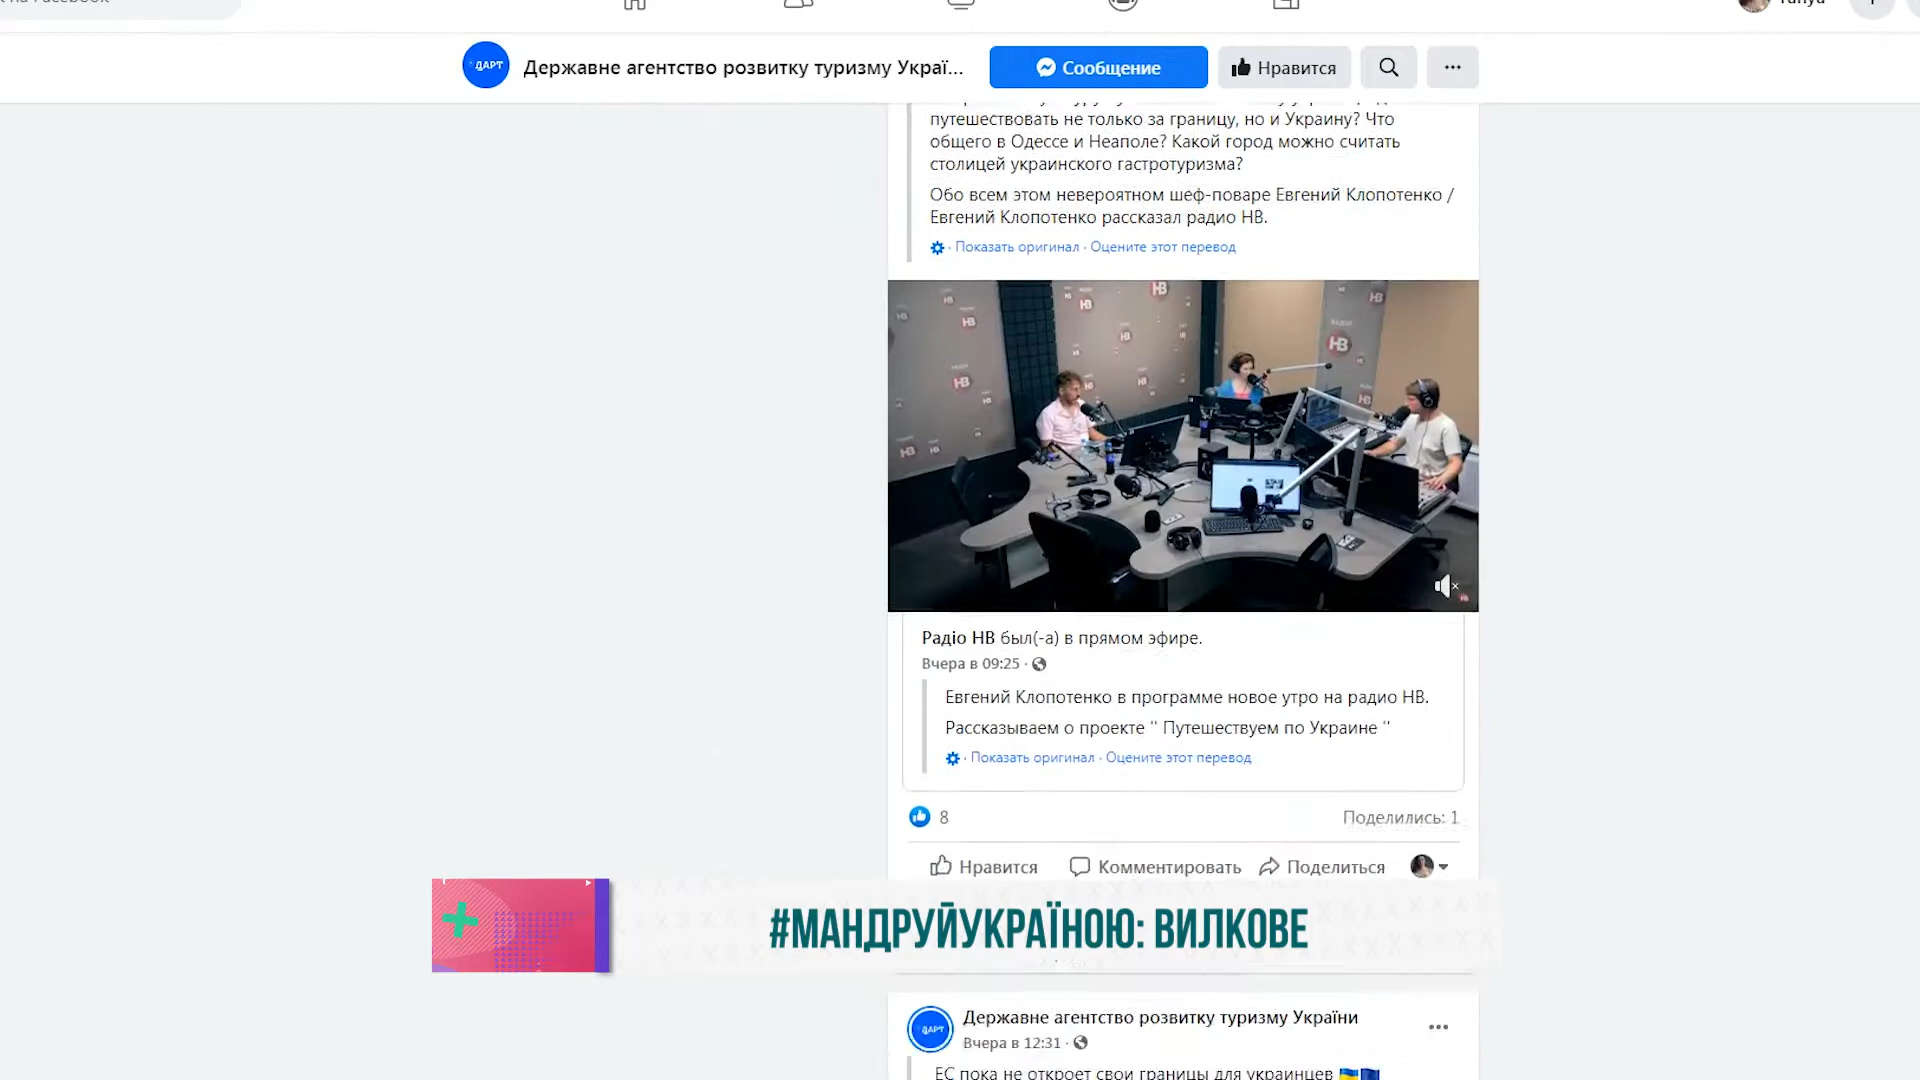 Tanya
ДАРТ
Державне агентство розвитку туризму Украї...
Сообщение
Нравится
путешествовать не только за границу, но и Украину? Что
общего в Одессе и Неаполе? Какой город можно считать
столицей украинского гастротуризма?
Обо всем этом невероятном шеф-поваре Евгений Клопотенко /
Евгений Клопотенко рассказал радио НВ.
· Показать оригинал · Оцените этот перевод
НВ
Радіо НВ был(-а) в прямом эфире.
Вчера в 09:25 ·
Евгений Клопотенко в программе новое утро на радио НВ.
Рассказываем о проекте " Путешествуем по Украине "
· Показать оригинал · Оцените этот перевод
8
Поделились: 1
Нравится
Комментировать
Поделиться
#МАНДРУЙУКРАЇНОЮ: ВИЛКОВЕ
ДАРТ
Державне агентство розвитку туризму України
Вчера в 12:31 ·
ЕС пока не откроет свои границы для украинцев